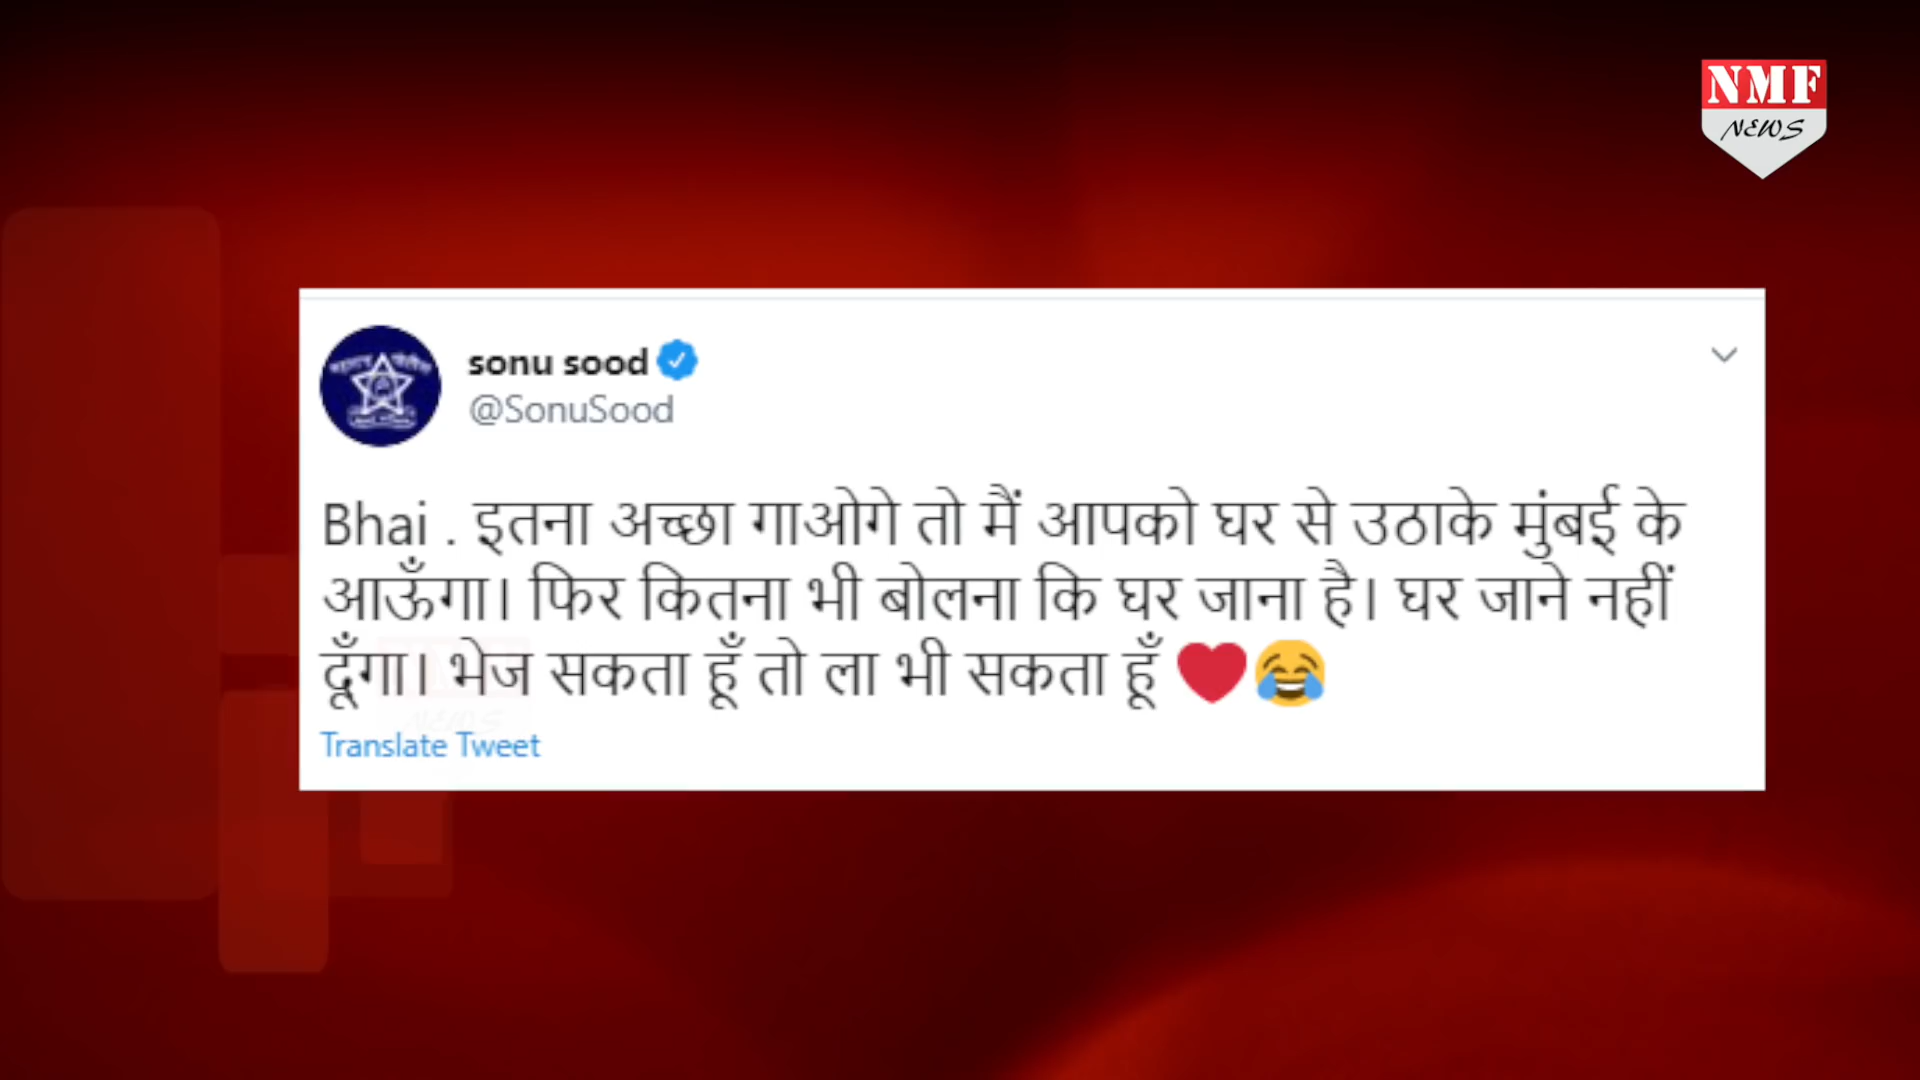 NMF
NEWS
sonu sood
@SonuSood
Bhai . इतना अच्छा गाओगे तो मैं आपको घर से उठाके मुंबई के
आऊँगा। फिर कितना भी बोलना कि घर जाना है। घर जाने नहीं
दूँगा। भेज सकता हूँ तो ला भी सकता हूँ ❤️😂
Translate Tweet